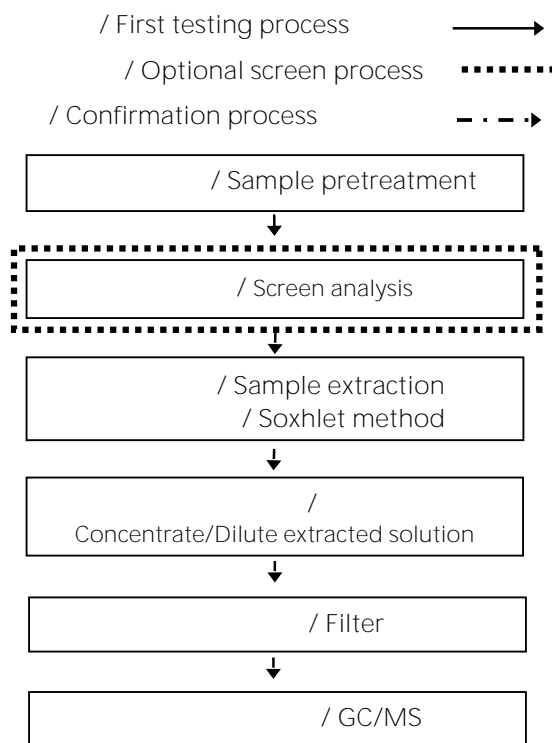 / First testing process
/ Optional screen process
/ Confirmation process
/ Sample pretreatment
/ Screen analysis
/ Sample extraction
/ Soxhlet method
/
Concentrate/Dilute extracted solution
/ Filter
/ GC/MS